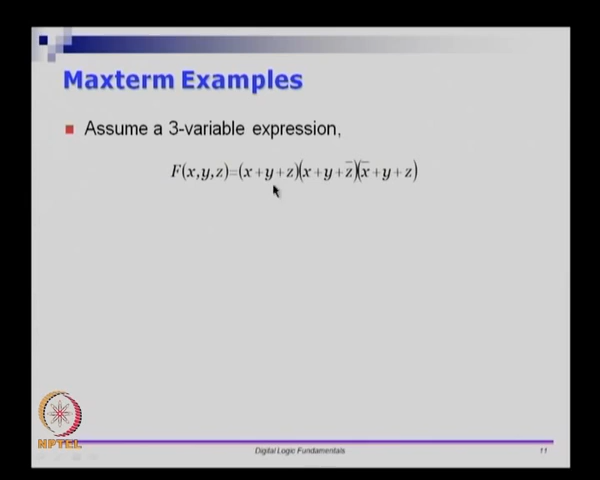 Maxterm Examples
Assume a 3-variable expression,
F(x,y,z)=(x+y+z)(x+y+z̅)(x̅+y+z)
NPTEL
Digital Logic Fundamentals
11